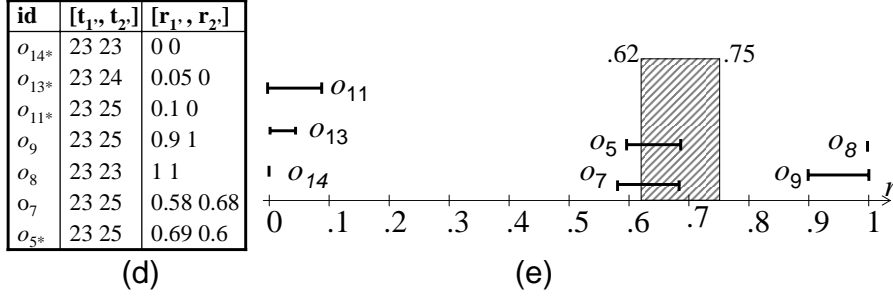 id [t1', t2'] [r1' , r2']
o14* 23 23 0 0
o13* 23 24 0.05 0
o11* 23 25 0.1 0
o9 23 25 0.9 1
o8 23 23 1 1
o7 23 25 0.58 0.68
o5* 23 25 0.69 0.6
(d)
.62 .75
o11
o13
o5 o8
o14 o7 o9 r
0 .1 .2 .3 .4 .5 .6 .7 .8 .9 1
(e)